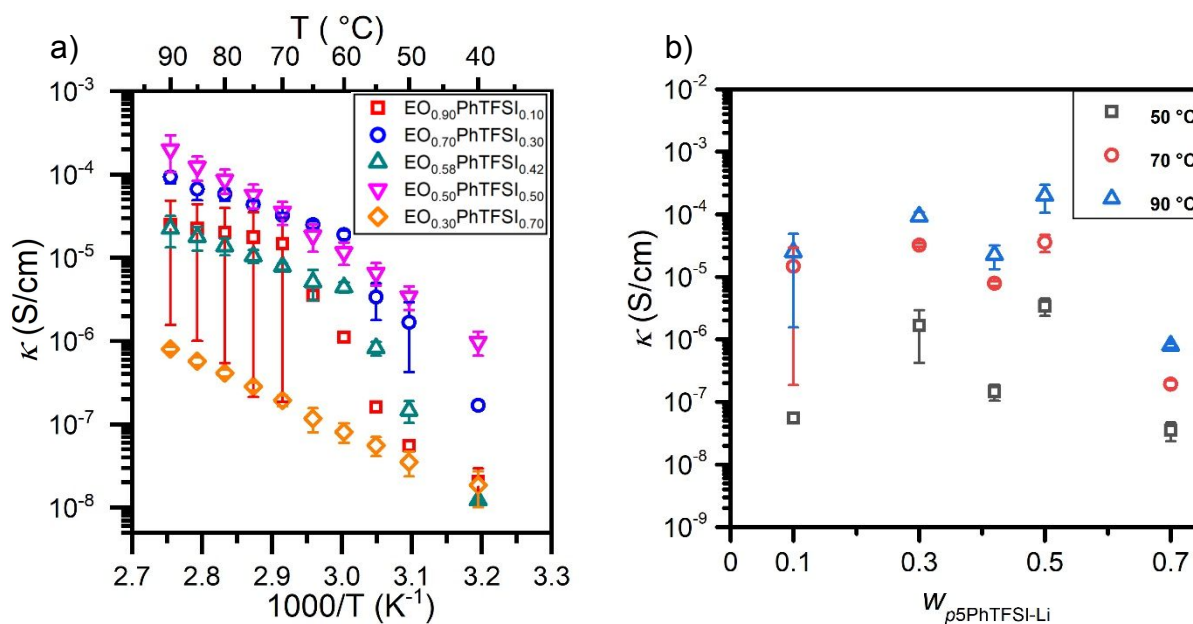 a)
T ( °C)
90 80 70 60 50 40
10⁻³
10⁻⁴
10⁻⁵
10⁻⁶
10⁻⁷
10⁻⁸
κ (S/cm)
EO₀.₉₀PhTFSI₀.₁₀
EO₀.₇₀PhTFSI₀.₃₀
EO₀.₅₈PhTFSI₀.₄₂
EO₀.₅₀PhTFSI₀.₅₀
EO₀.₃₀PhTFSI₀.₇₀
2.7 2.8 2.9 3.0 3.1 3.2 3.3
1000/T (K⁻¹)
b)
10⁻²
10⁻³
10⁻⁴
10⁻⁵
10⁻⁶
10⁻⁷
10⁻⁸
10⁻⁹
κ (S/cm)
50 °C
70 °C
90 °C
0 0.1 0.3 0.5 0.7
wp5PhTFSI-Li